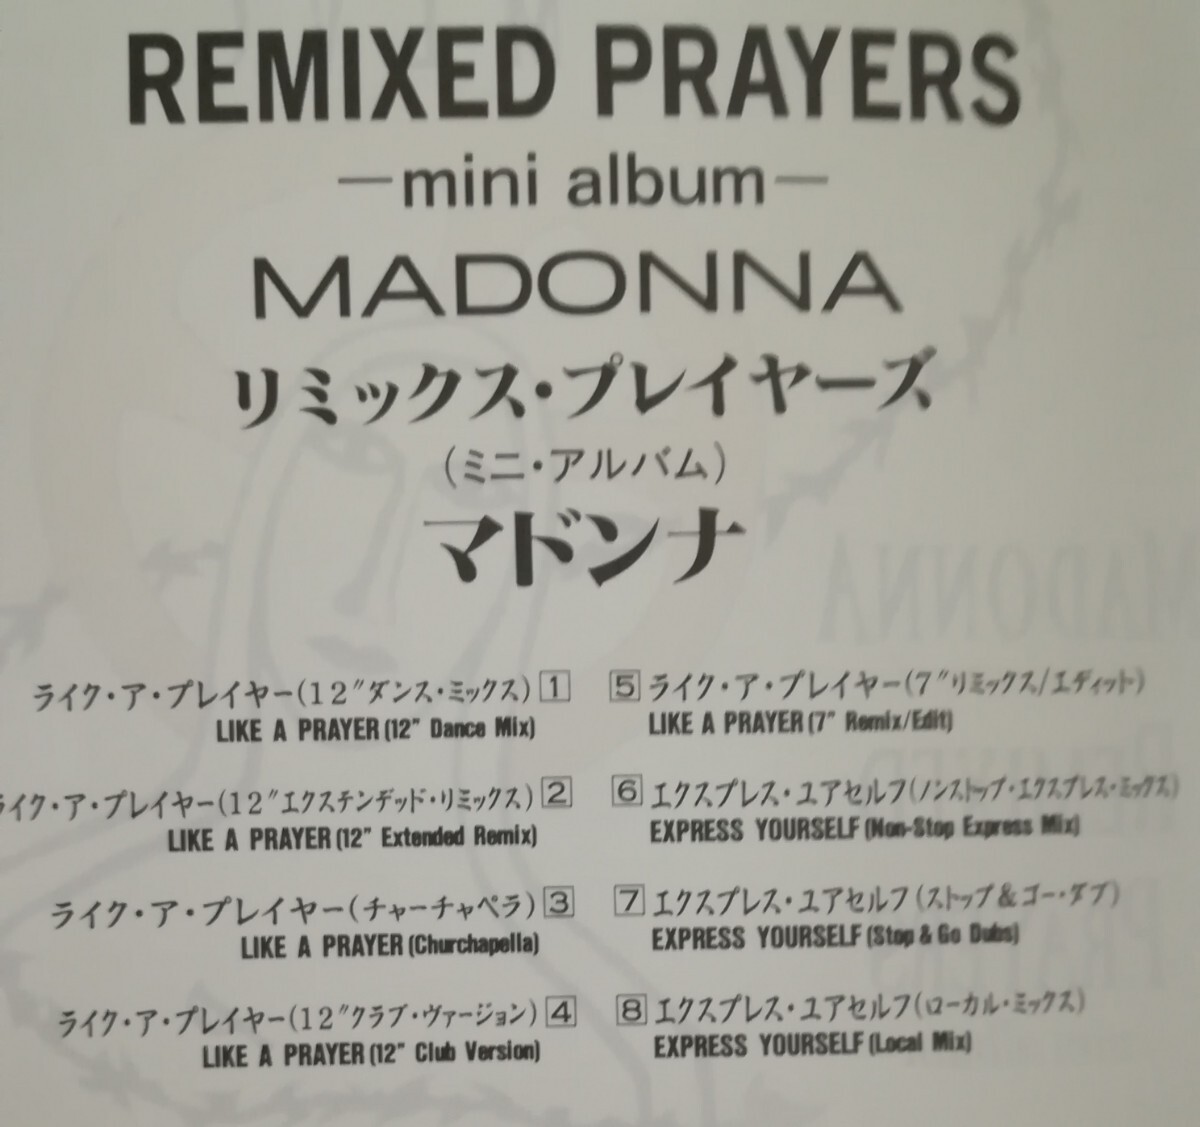 REMIXED PRAYERS
—mini album—
MADONNA
リミックス・プレイヤーズ
(ミニ・アルバム)
マドンナ
ライク・ア・プレイヤー(12″ダンス・ミックス) 1
LIKE A PRAYER (12" Dance Mix)
ライク・ア・プレイヤー(12″エクステンデッド・リミックス) 2
LIKE A PRAYER (12" Extended Remix)
ライク・ア・プレイヤー(チャーチャペラ) 3
LIKE A PRAYER (Churchapella)
ライク・ア・プレイヤー(12″クラブ・ヴァージョン) 4
LIKE A PRAYER (12" Club Version)
5 ライク・ア・プレイヤー(7″リミックス/エディット)
LIKE A PRAYER (7" Remix/Edit)
6 エクスプレス・ユアセルフ(ノンストップ・エクスプレス・ミックス)
EXPRESS YOURSELF (Non-Stop Express Mix)
7 エクスプレス・ユアセルフ(ストップ&ゴー・ダブ)
EXPRESS YOURSELF (Stop & Go Dubs)
8 エクスプレス・ユアセルフ(ローカル・ミックス)
EXPRESS YOURSELF (Local Mix)
MADONNA
REMIXED
PRAYERS